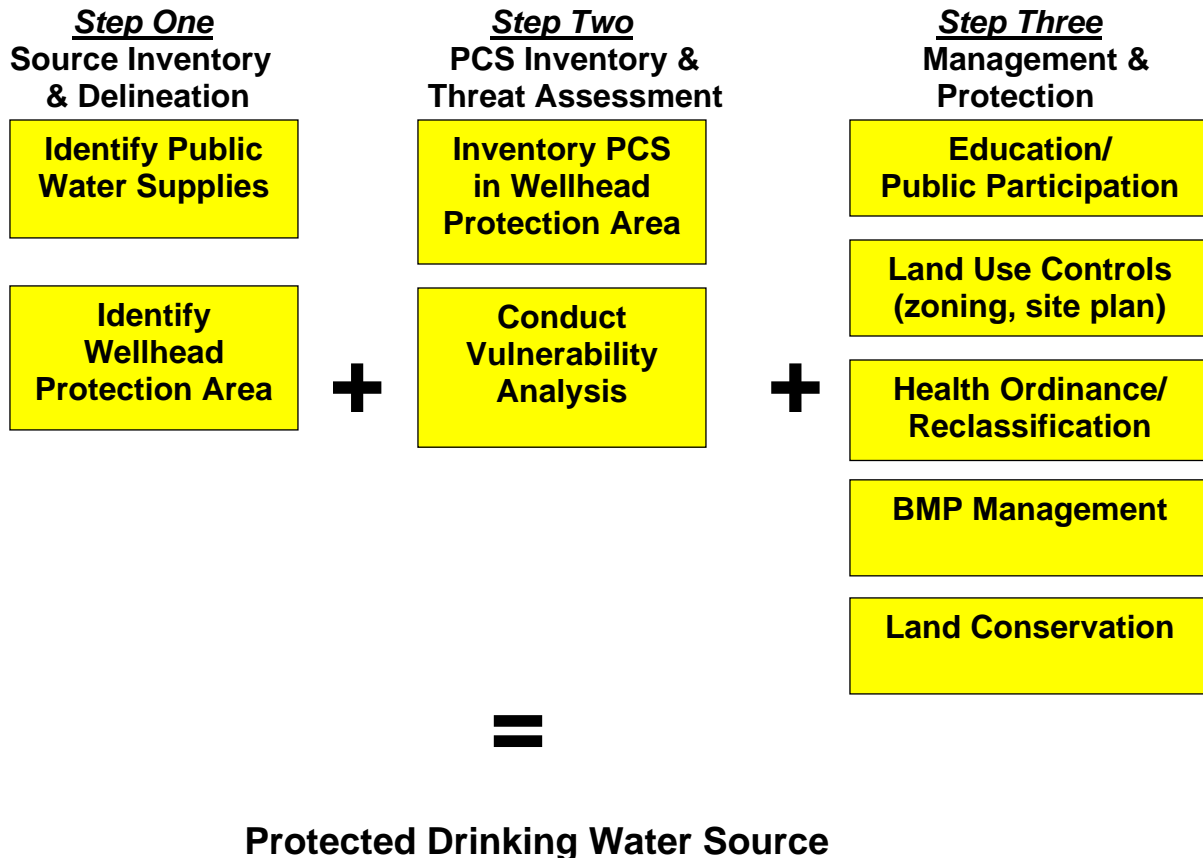 Step One
Source Inventory
& Delineation
Identify Public
Water Supplies
Identify
Wellhead
Protection Area
+
Step Two
PCS Inventory &
Threat Assessment
Inventory PCS
in Wellhead
Protection Area
Conduct
Vulnerability
Analysis
+
Step Three
Management &
Protection
Education/
Public Participation
Land Use Controls
(zoning, site plan)
Health Ordinance/
Reclassification
BMP Management
Land Conservation
=
Protected Drinking Water Source